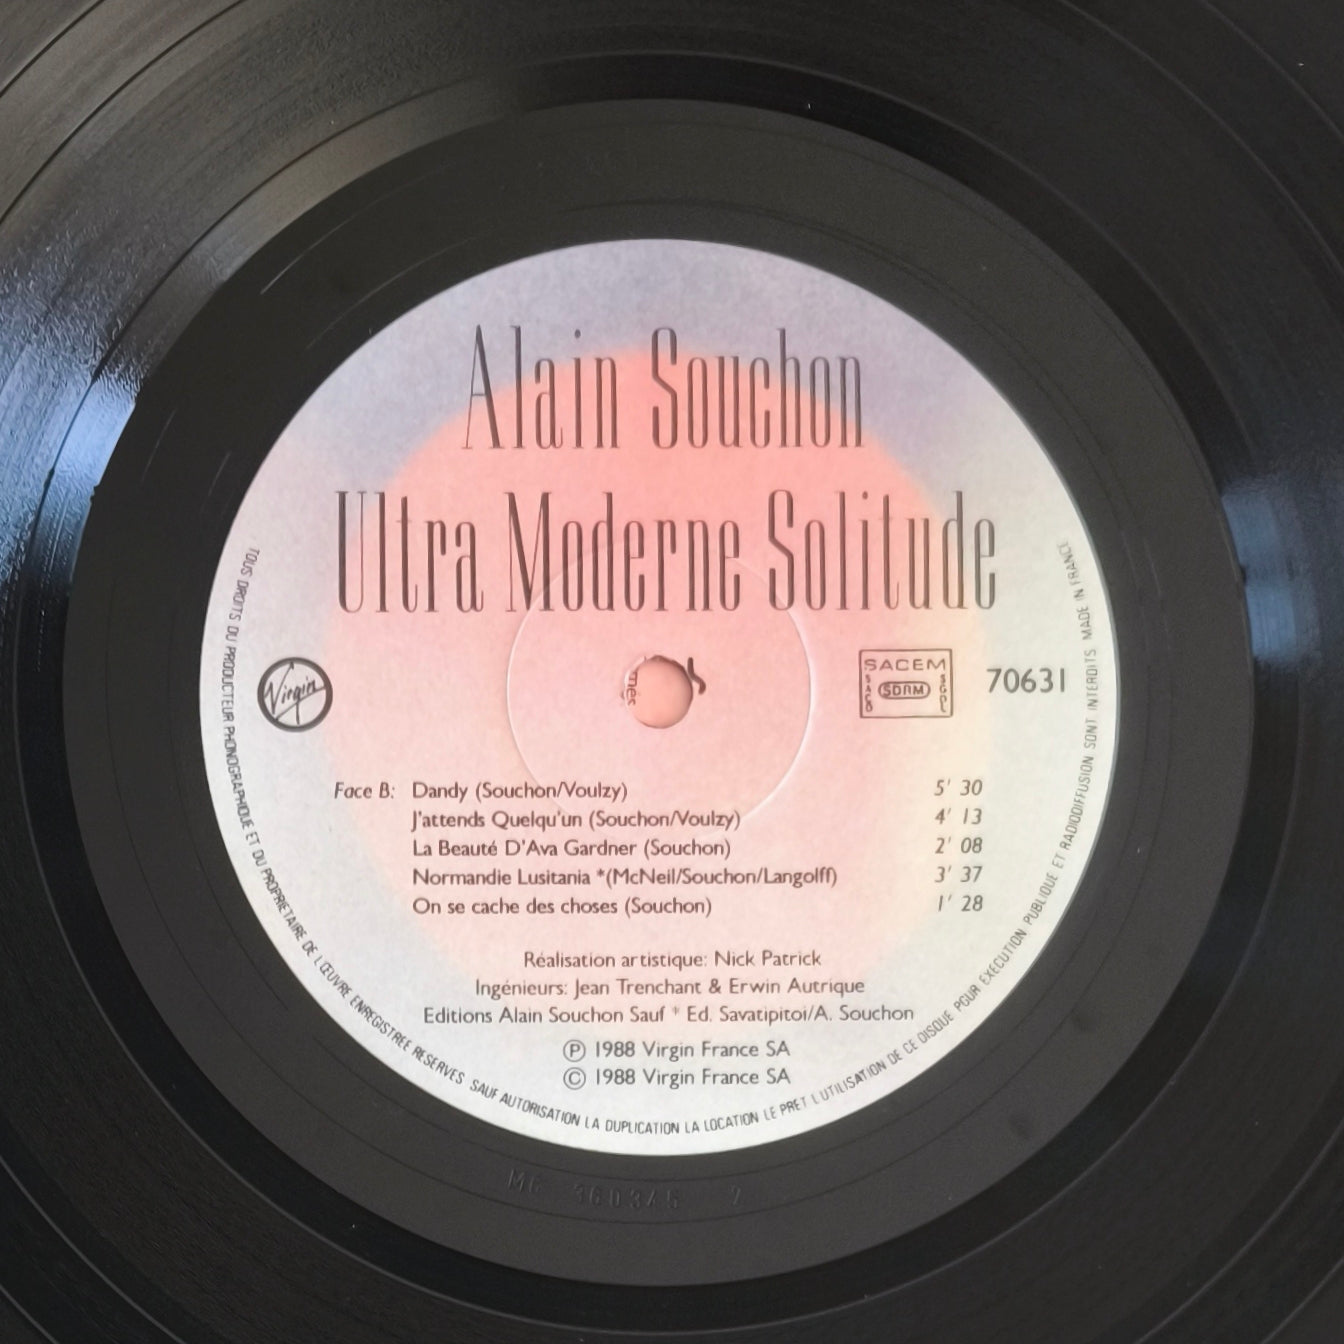 Alain Souchon
Ultra Moderne Solitude
Virgin
SACEM
SACD SDRM SGDL
70631
Face B: Dandy (Souchon/Voulzy) 5' 30
J'attends Quelqu'un (Souchon/Voulzy) 4' 13
La Beauté D'Ava Gardner (Souchon) 2' 08
Normandie Lusitania *(McNeil/Souchon/Langolff) 3' 37
On se cache des choses (Souchon) 1' 28
Réalisation artistique: Nick Patrick
Ingénieurs: Jean Trenchant & Erwin Autrique
Editions Alain Souchon Sauf * Ed. Savatipitoi/A. Souchon
Ⓟ 1988 Virgin France SA
© 1988 Virgin France SA
TOUS DROITS DU PRODUCTEUR PHONOGRAPHIQUE ET DU PROPRIETAIRE DE L'ŒUVRE ENREGISTREE RESERVES SAUF AUTORISATION LA DUPLICATION LA LOCATION LE PRET L'UTILISATION DE CE DISQUE POUR EXECUTION PUBLIQUE ET RADIODIFFUSION SONT INTERDITS MADE IN FRANCE
més
360345 2